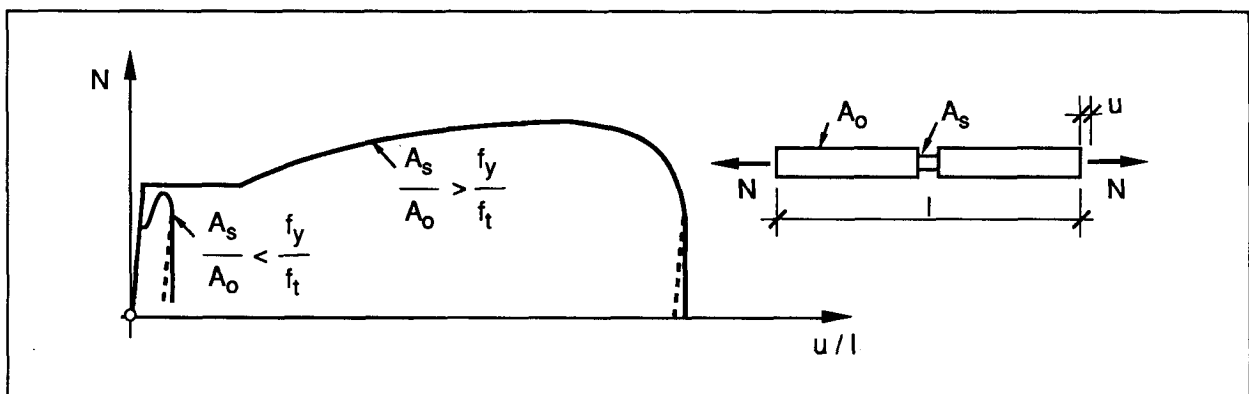 N
A_s / A_o > f_y / f_t
A_s / A_o < f_y / f_t
u / l
A_o
A_s
u
N
N
l